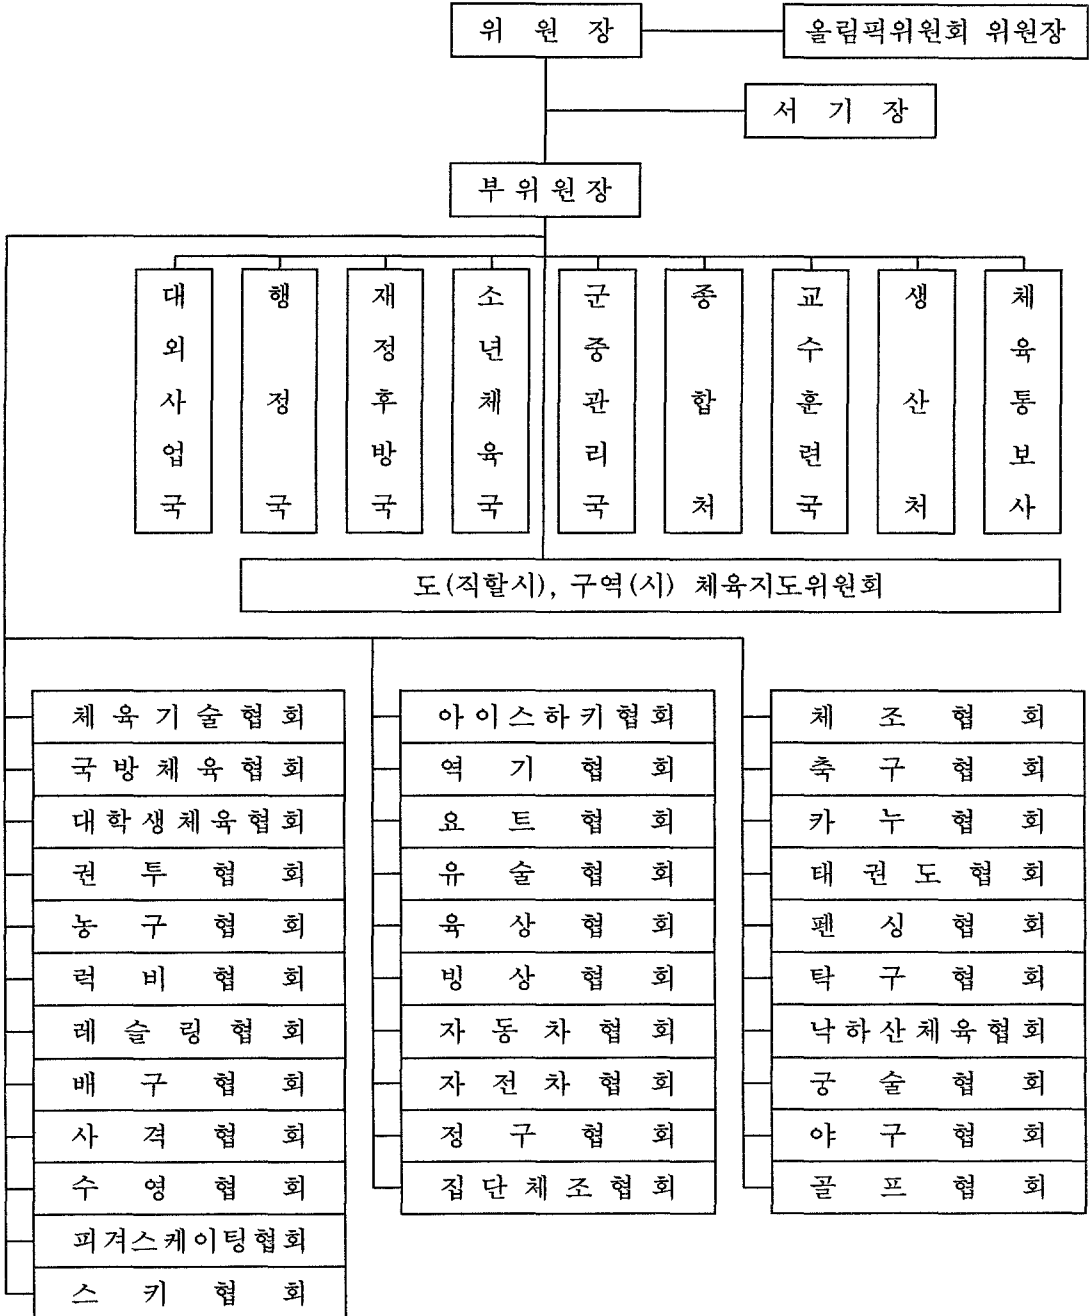 위 원 장
올림픽위원회 위원장
서 기 장
부위원장
대외사업국
행정국
재정후방국
소년체육국
군중관리국
종합처
교수훈련국
생산처
체육통보사
도(직할시), 구역(시) 체육지도위원회
체육기술협회
국방체육협회
대학생체육협회
권투협회
농구협회
럭비협회
레슬링협회
배구협회
사격협회
수영협회
피겨스케이팅협회
스키협회
아이스하키협회
역기협회
요트협회
유술협회
육상협회
빙상협회
자동차협회
자전차협회
정구협회
집단체조협회
체조협회
축구협회
카누협회
태권도협회
펜싱협회
탁구협회
낙하산체육협회
궁술협회
야구협회
골프협회